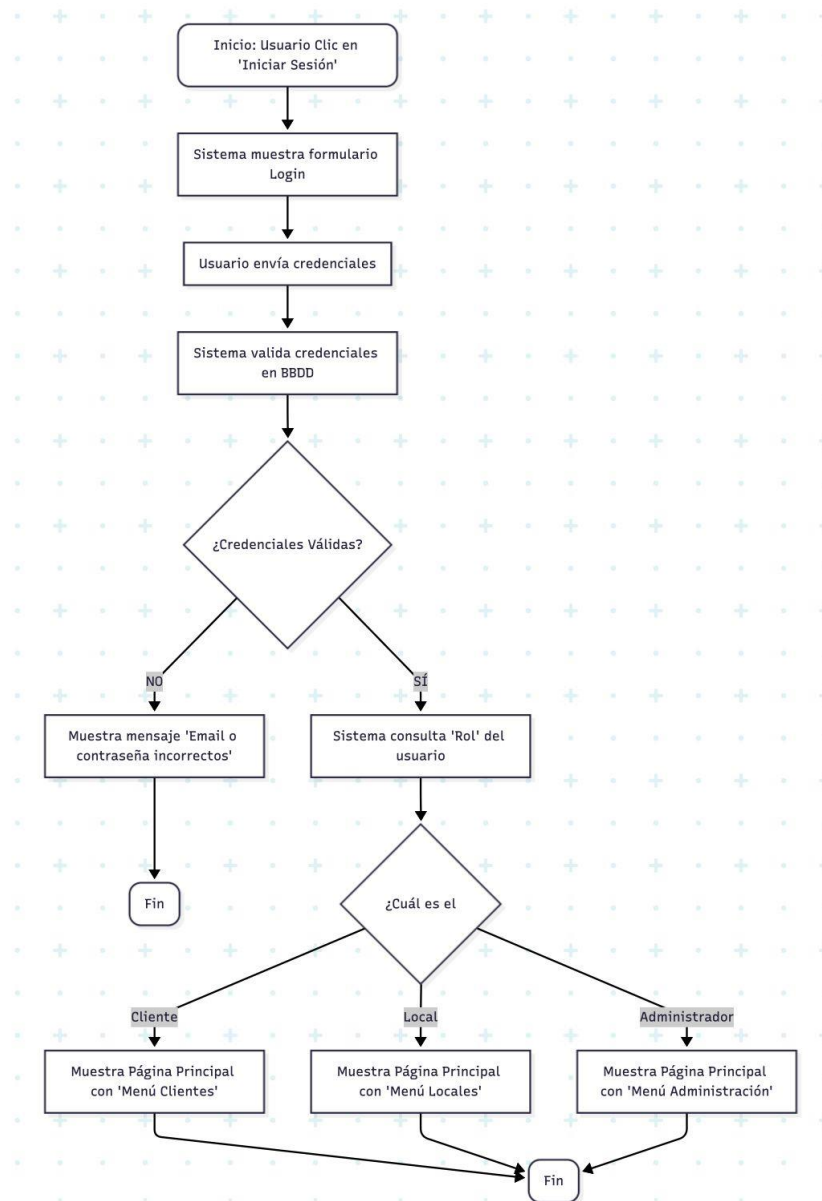 Inicio: Usuario Clic en
'Iniciar Sesión'
Sistema muestra formulario
Login
Usuario envía credenciales
Sistema valida credenciales
en BBDD
¿Credenciales Válidas?
NO
SÍ
Muestra mensaje 'Email o
contraseña incorrectos'
Sistema consulta 'Rol' del
usuario
Fin
¿Cuál es el
Cliente
Local
Administrador
Muestra Página Principal
con 'Menú Clientes'
Muestra Página Principal
con 'Menú Locales'
Muestra Página Principal
con 'Menú Administración'
Fin